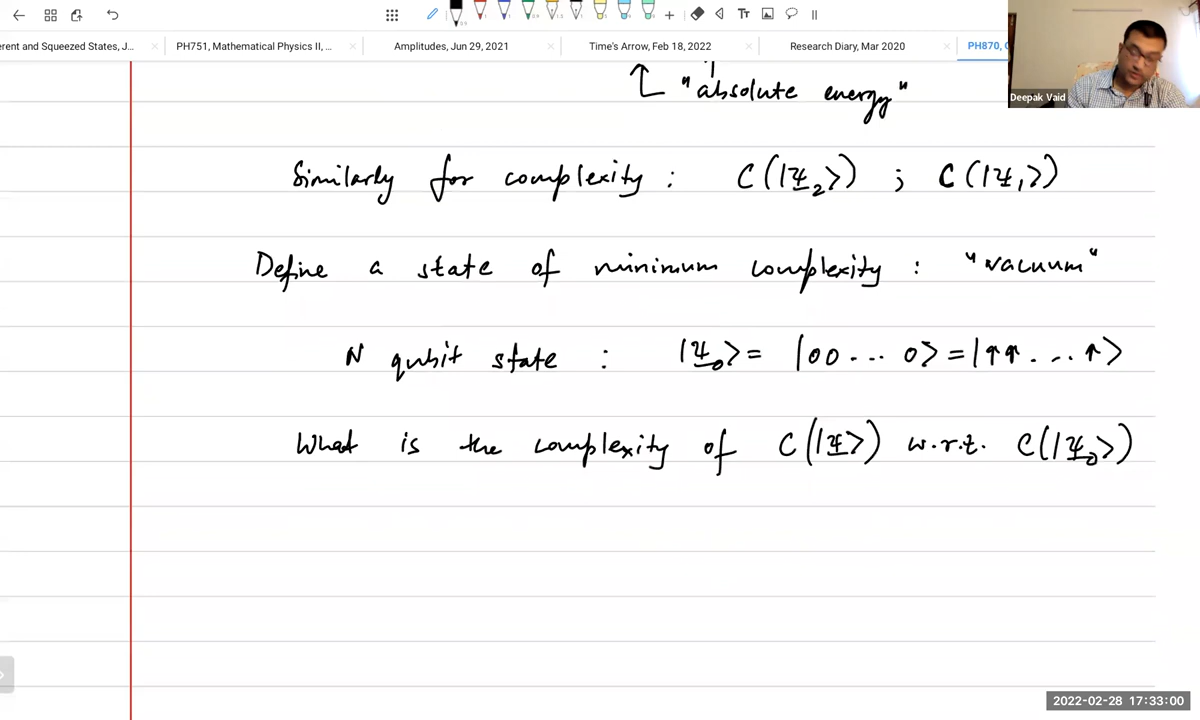 erent and Squeezed States, J... × PH751, Mathematical Physics II, ... × Amplitudes, Jun 29, 2021 × Time's Arrow, Feb 18, 2022 × Research Diary, Mar 2020 × PH870,
Deepak Vaid
"absolute energy"
Similarly for complexity : C(|Ψ₂>) ; C(|Ψ₁>)
Define a state of minimum complexity : "vacuum"
N qubit state : |Ψ₀> = |00 ... 0> = |↑↑ ... ↑>
What is the complexity of C(|Ψ>) w.r.t. C(|Ψ₀>)
2022-02-28 17:33:00